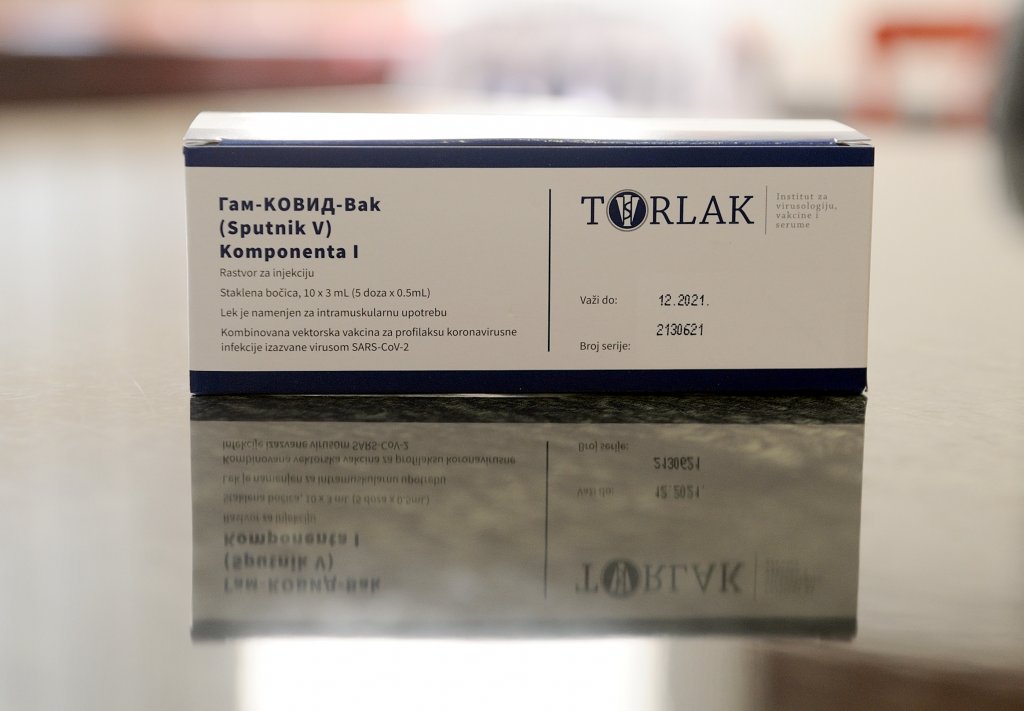 Гам-КОВИД-Вak
(Sputnik V)
Komponenta I
Rastvor za injekciju
Staklena bočica, 10 x 3 mL (5 doza x 0.5mL)
Lek je namenjen za intramuskularnu upotrebu
Kombinovana vektorska vakcina za profilaksu koronavirusne
infekcije izazvane virusom SARS-CoV-2
TORLAK
Institut za
virusologiju,
vakcine i
serume
Važi do: 12.2021.
2130621
Broj serije: